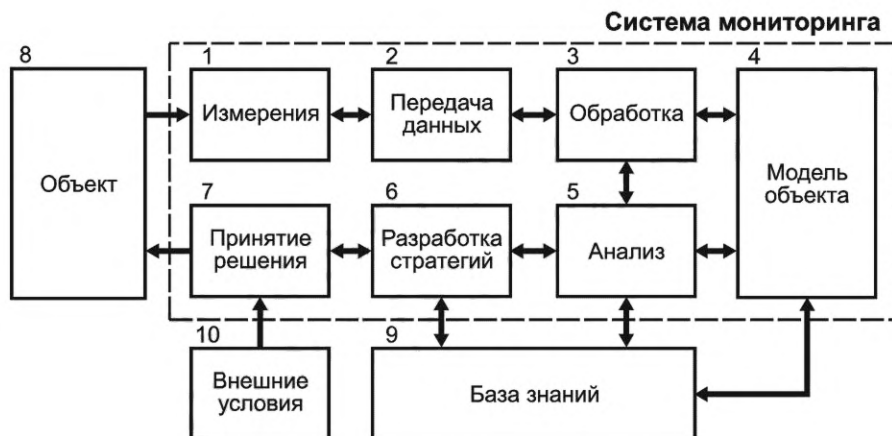 Система мониторинга
8
1
2
3
4
Измерения
Передача
данных
Обработка
Объект
Модель
объекта
7
6
5
Принятие
решения
Разработка
стратегий
Анализ
10
9
Внешние
условия
База знаний